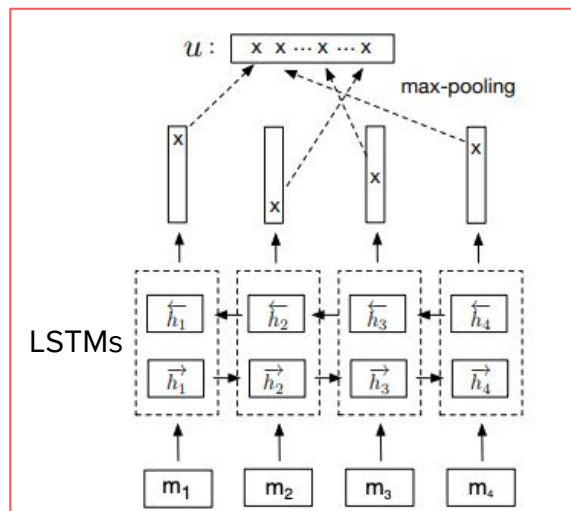 u : x x ... x ... x
max-pooling
x x x x
←h₁ ←h₂ ←h₃ ←h₄
LSTMs
→h₁ →h₂ →h₃ →h₄
m₁ m₂ m₃ m₄